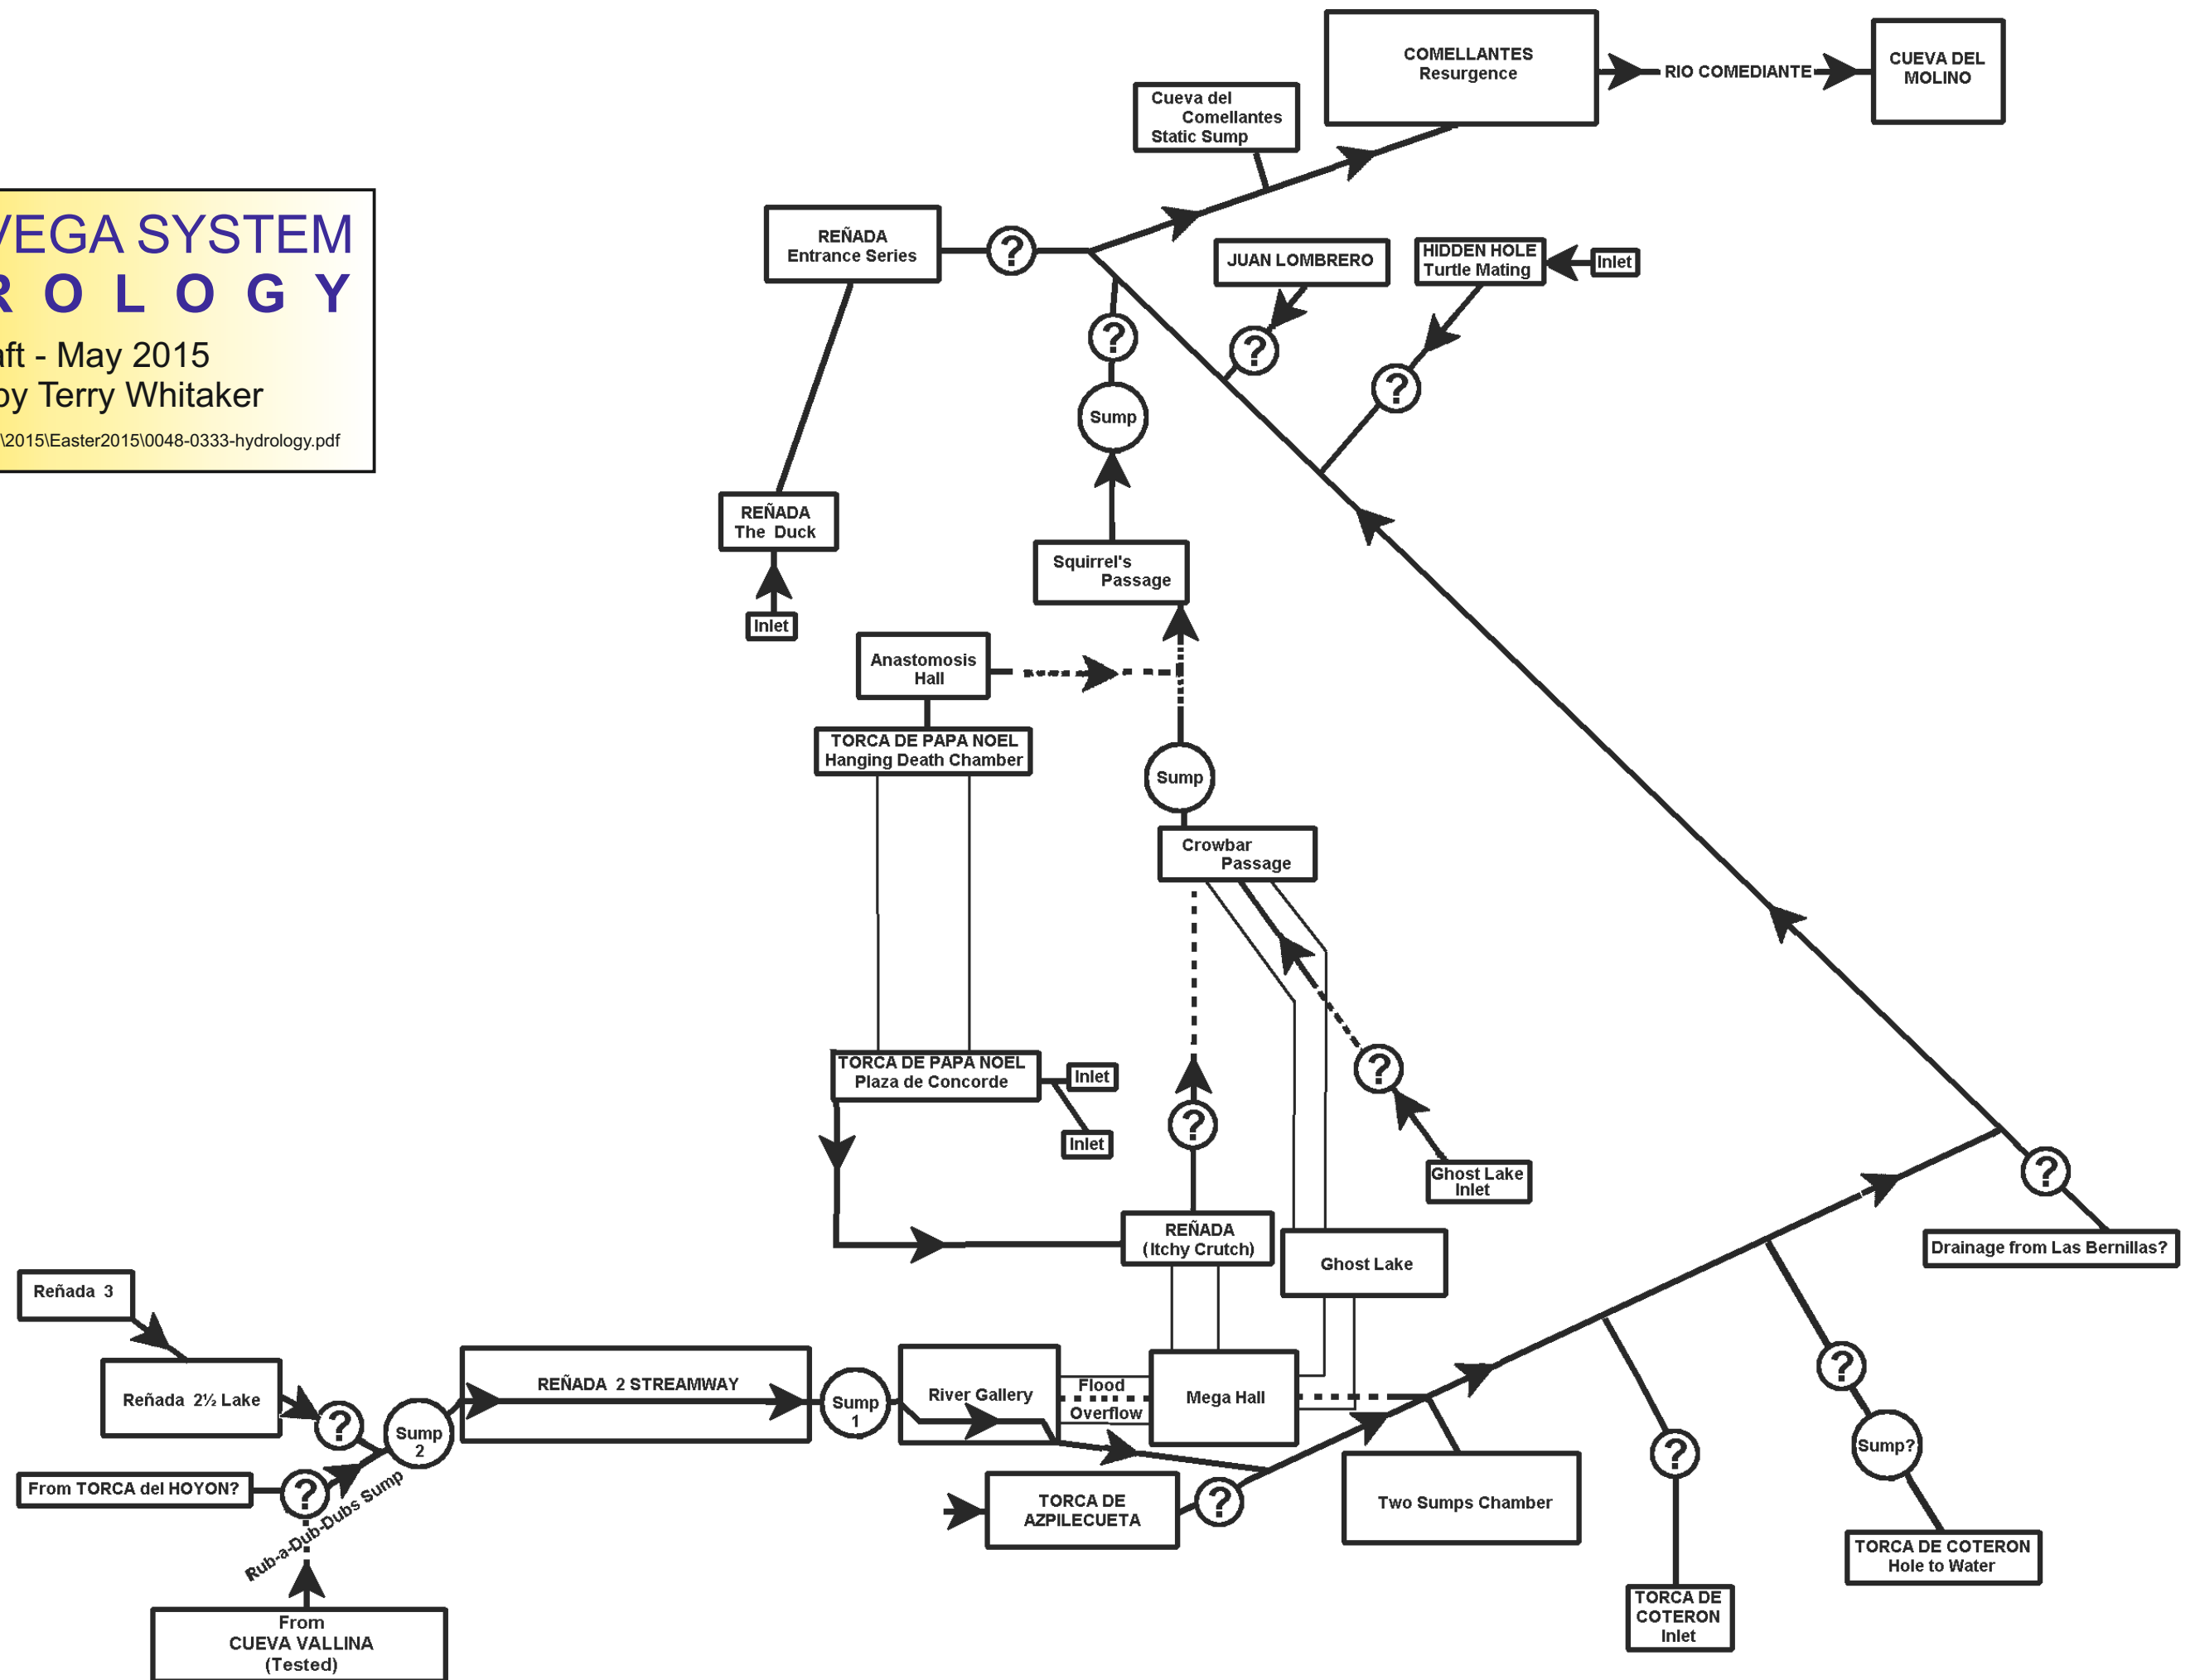 VEGA SYSTEM
R O L O G Y
aft - May 2015
by Terry Whitaker
\2015\Easter2015\0048-0333-hydrology.pdf
COMELLANTES
Resurgence
RIO COMEDIANTE
CUEVA DEL
MOLINO
Cueva del
Comellantes
Static Sump
REÑADA
Entrance Series
?
JUAN LOMBRERO
HIDDEN HOLE
Turtle Mating
Inlet
?
?
?
Sump
REÑADA
The Duck
Inlet
Squirrel's
Passage
Anastomosis
Hall
TORCA DE PAPA NOEL
Hanging Death Chamber
Sump
Crowbar
Passage
TORCA DE PAPA NOEL
Plaza de Concorde
Inlet
Inlet
?
?
Ghost Lake
Inlet
?
REÑADA
(Itchy Crutch)
Ghost Lake
Drainage from Las Bernillas?
Reñada 3
Reñada 2½ Lake
?
Sump
2
REÑADA 2 STREAMWAY
Sump
1
River Gallery
Flood
Overflow
Mega Hall
?
?
Sump?
From TORCA del HOYON?
?
Rub-a-Dub-Dubs Sump
TORCA DE
AZPILECUETA
?
Two Sumps Chamber
TORCA DE COTERON
Hole to Water
TORCA DE
COTERON
Inlet
From
CUEVA VALLINA
(Tested)